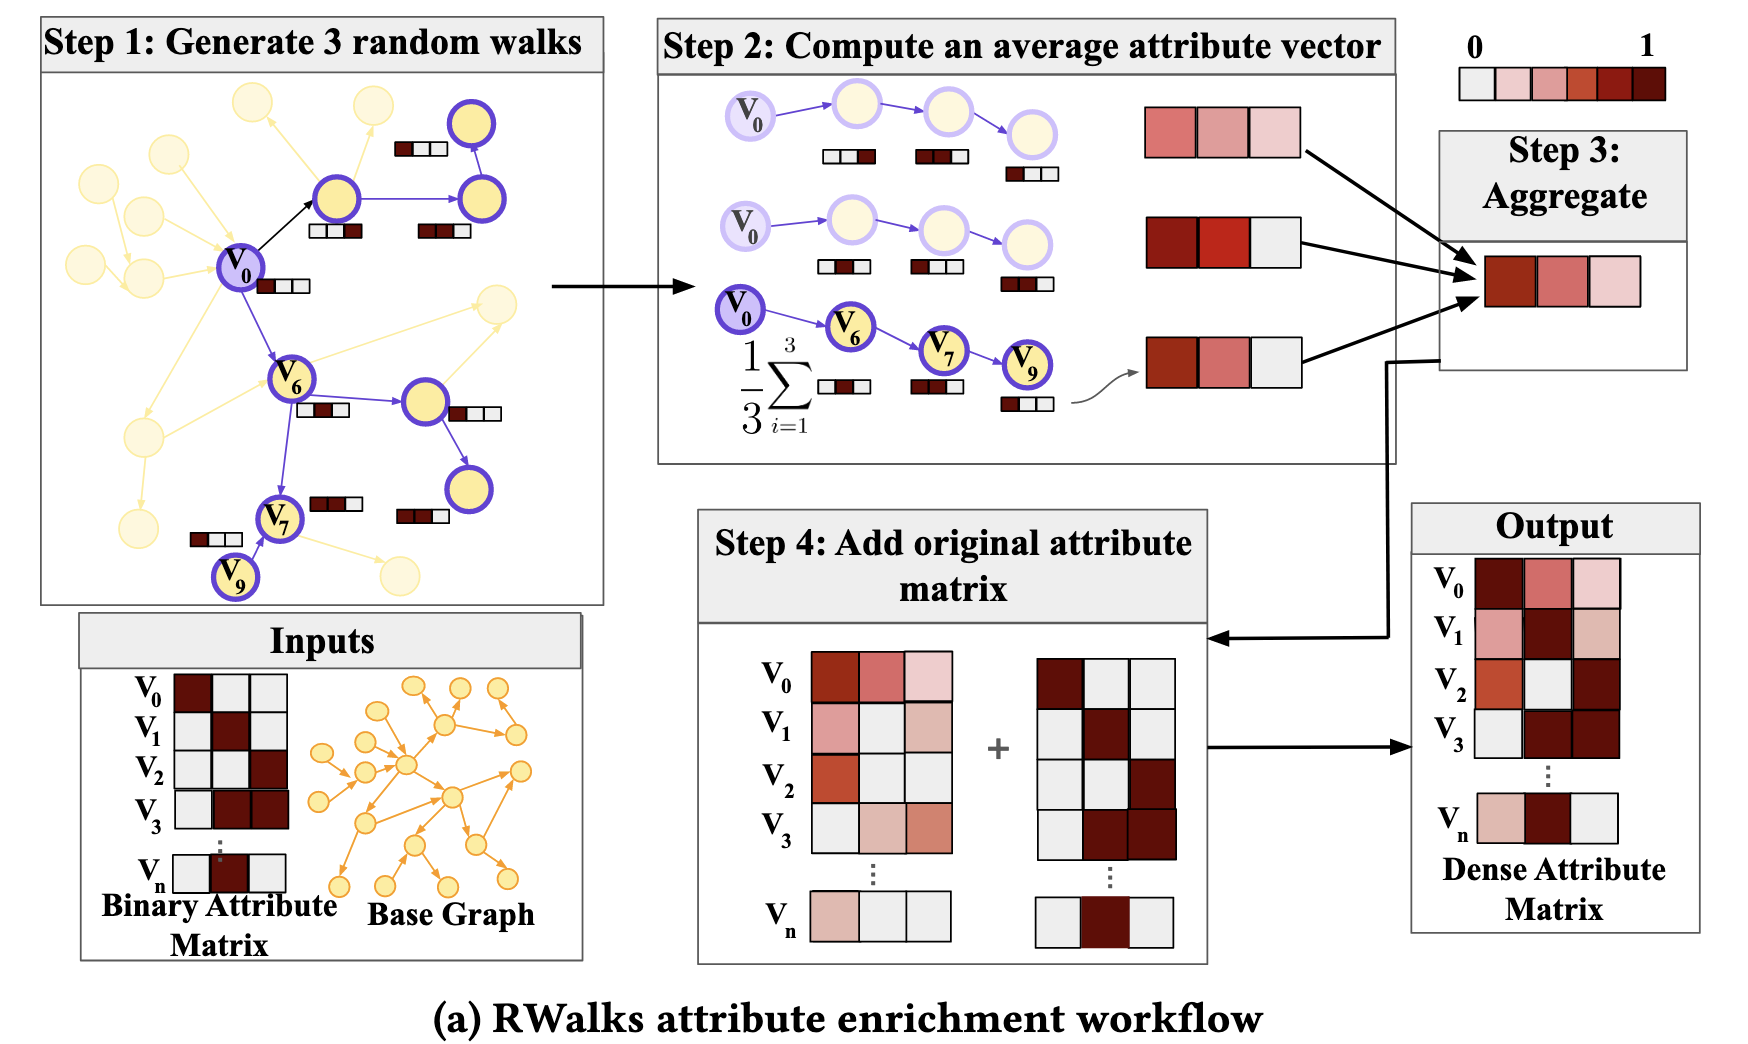 Step 1: Generate 3 random walks
V0
V6
V7
V9
Inputs
V0
V1
V2
V3
Vn
Binary Attribute
Matrix
Base Graph
Step 2: Compute an average attribute vector
V0
V0
V0
V6
V7
V9
1/3 ∑ 3 i=1
0 1
Step 3:
Aggregate
Step 4: Add original attribute
matrix
V0
V1
V2
V3
Vn
+
Output
V0
V1
V2
V3
Vn
Dense Attribute
Matrix
(a) RWalks attribute enrichment workflow